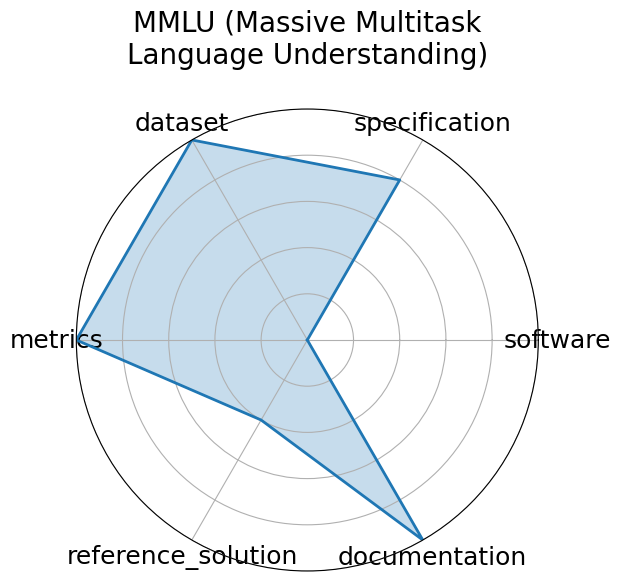 MMLU (Massive Multitask
Language Understanding)
dataset
specification
metrics
software
reference_solution
documentation